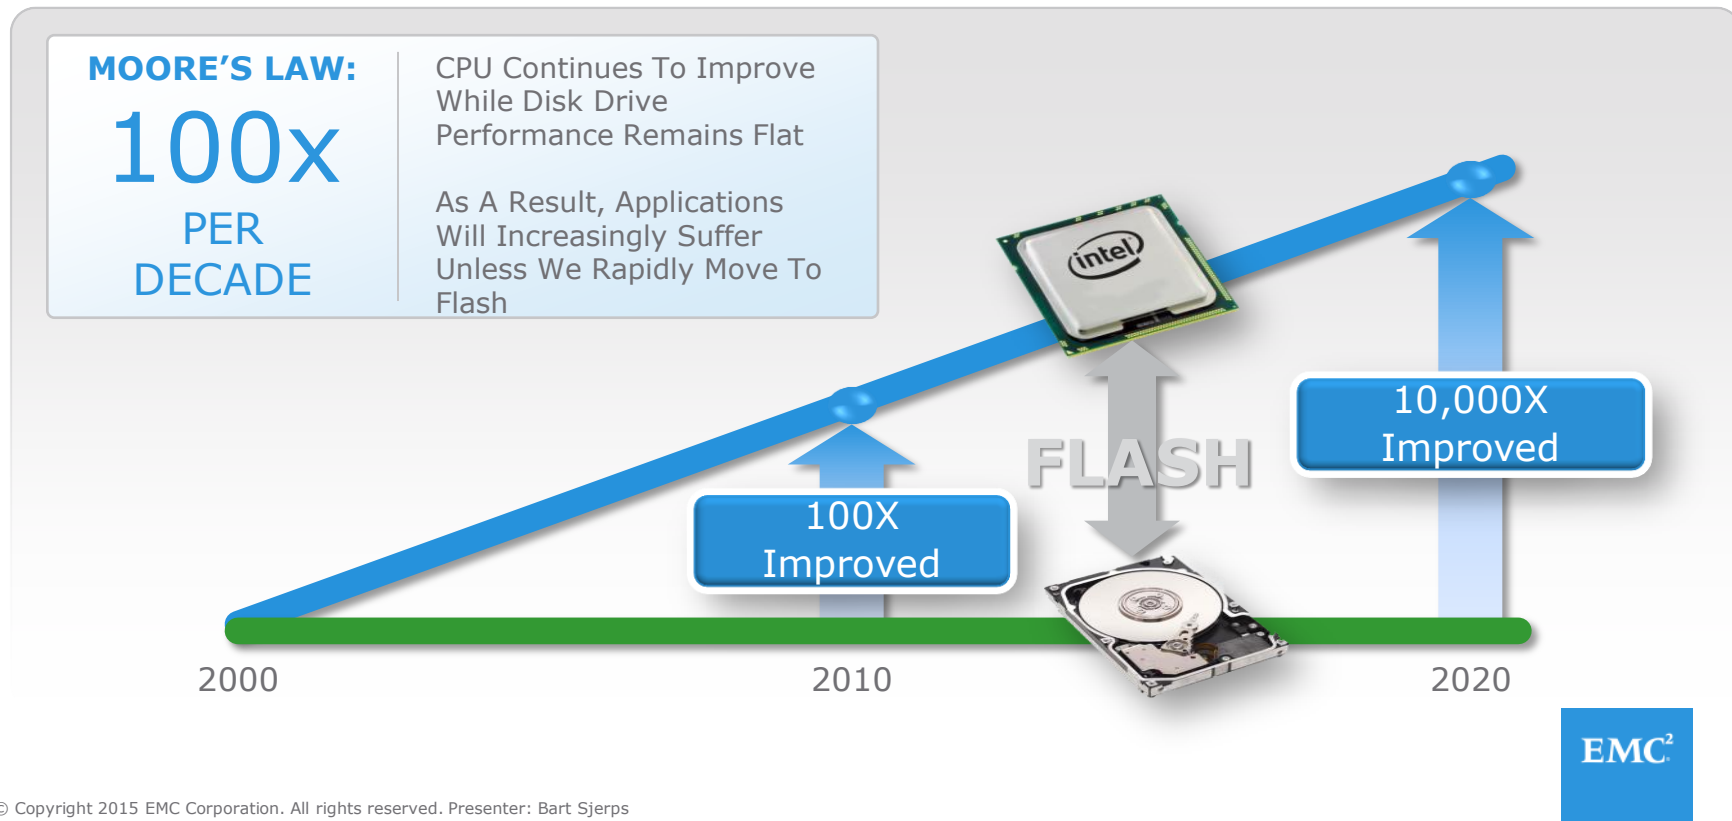 MOORE'S LAW:
100x
PER
DECADE
CPU Continues To Improve
While Disk Drive
Performance Remains Flat
As A Result, Applications
Will Increasingly Suffer
Unless We Rapidly Move To
Flash
intel
10,000X
Improved
FLASH
100X
Improved
2000
2010
2020
EMC²
© Copyright 2015 EMC Corporation. All rights reserved. Presenter: Bart Sjerps